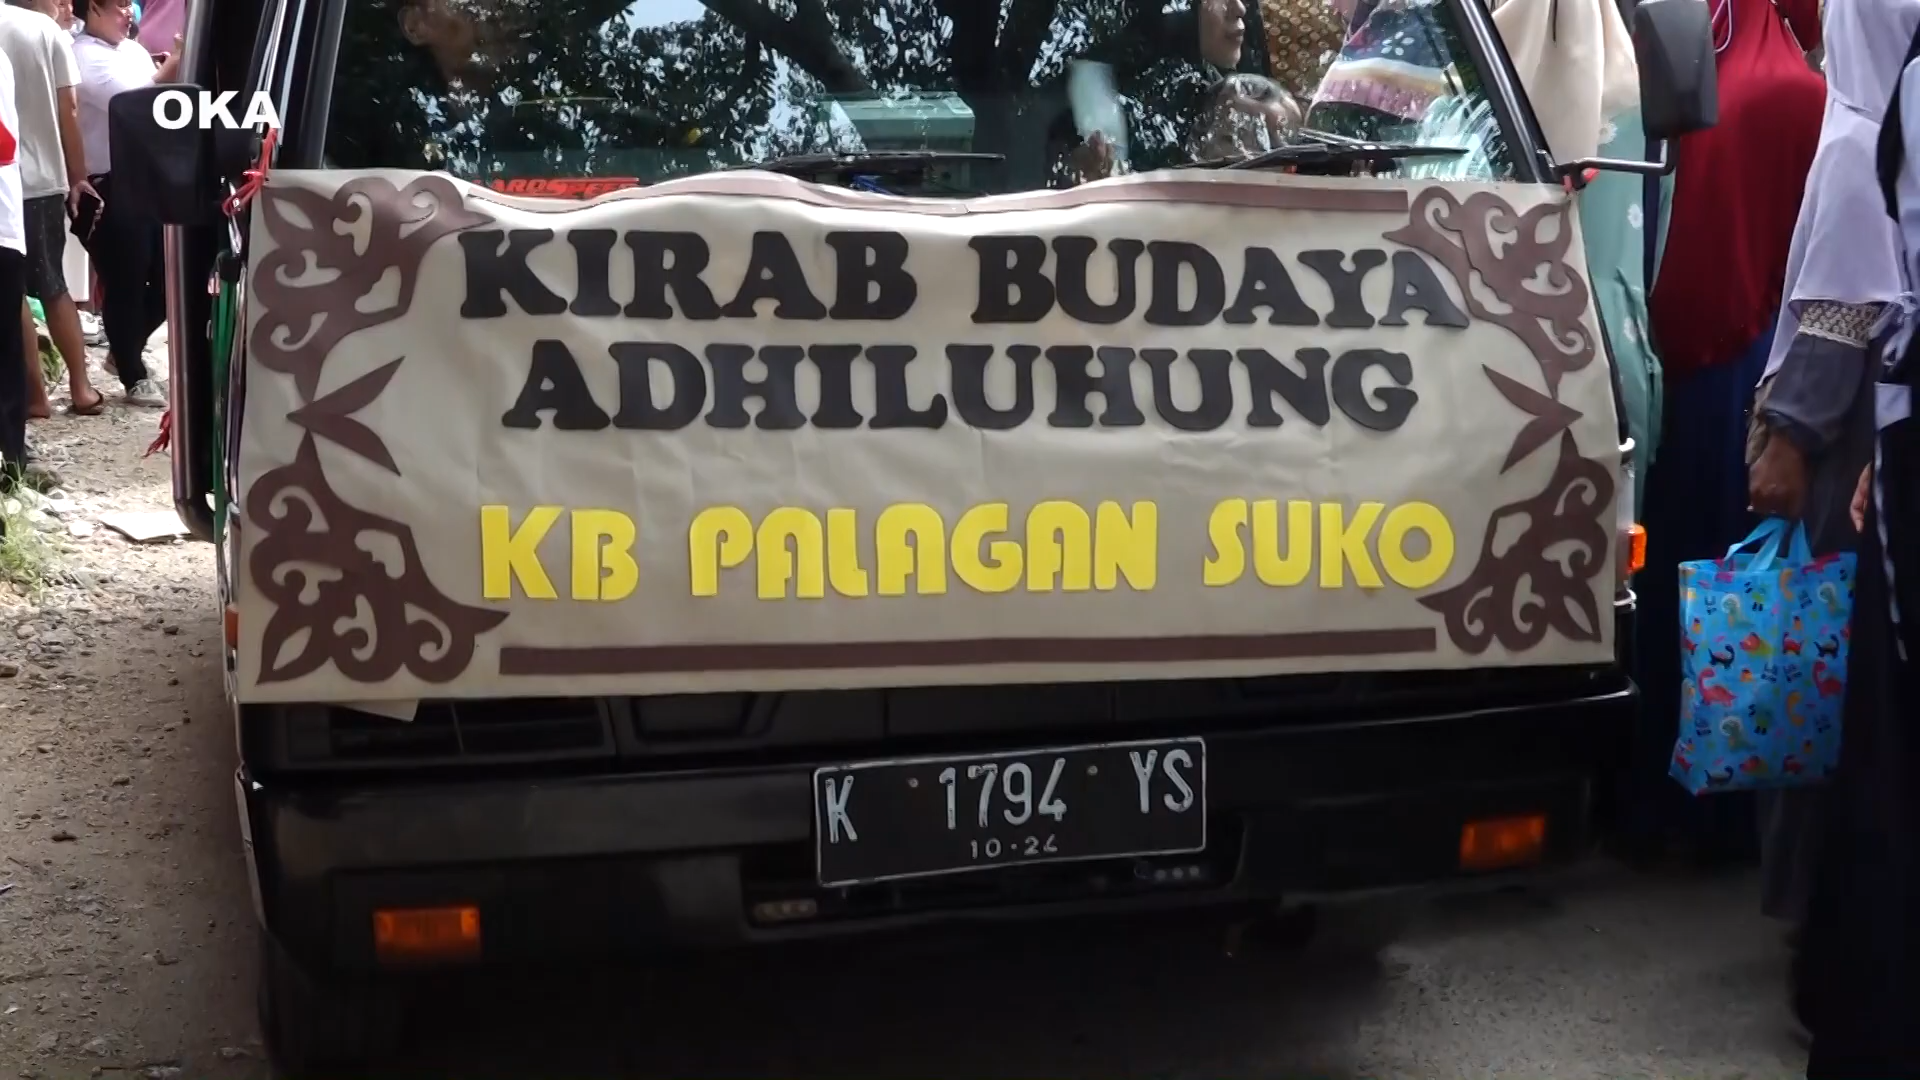 OKA
KIRAB BUDAYA
ADHILUHUNG
KB PALAGAN SUKO
K 1794 YS
10·24